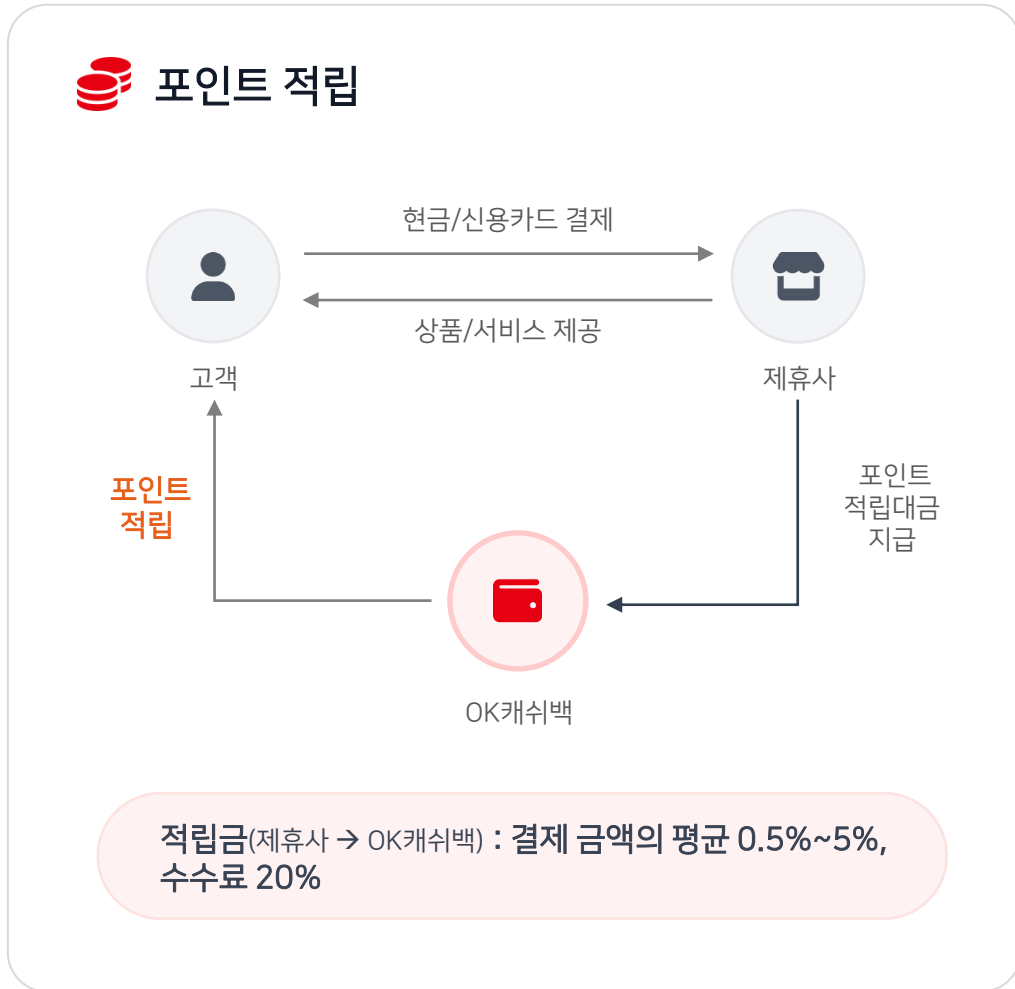 포인트 적립
현금/신용카드 결제
상품/서비스 제공
고객
제휴사
포인트
적립
포인트
적립대금
지급
OK캐쉬백
적립금(제휴사 → OK캐쉬백) : 결제 금액의 평균 0.5%~5%,
수수료 20%